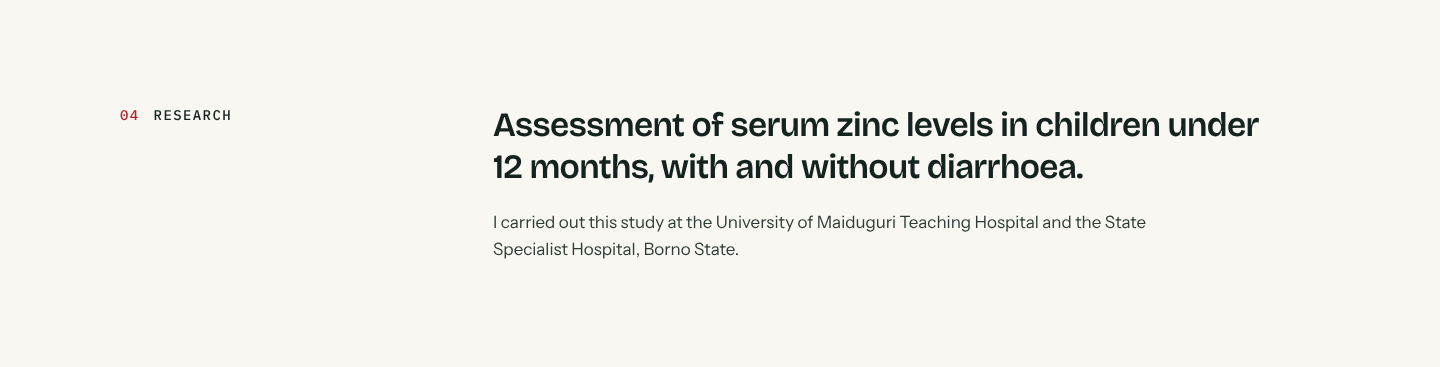 04 RESEARCH
Assessment of serum zinc levels in children under
12 months, with and without diarrhoea.
I carried out this study at the University of Maiduguri Teaching Hospital and the State
Specialist Hospital, Borno State.